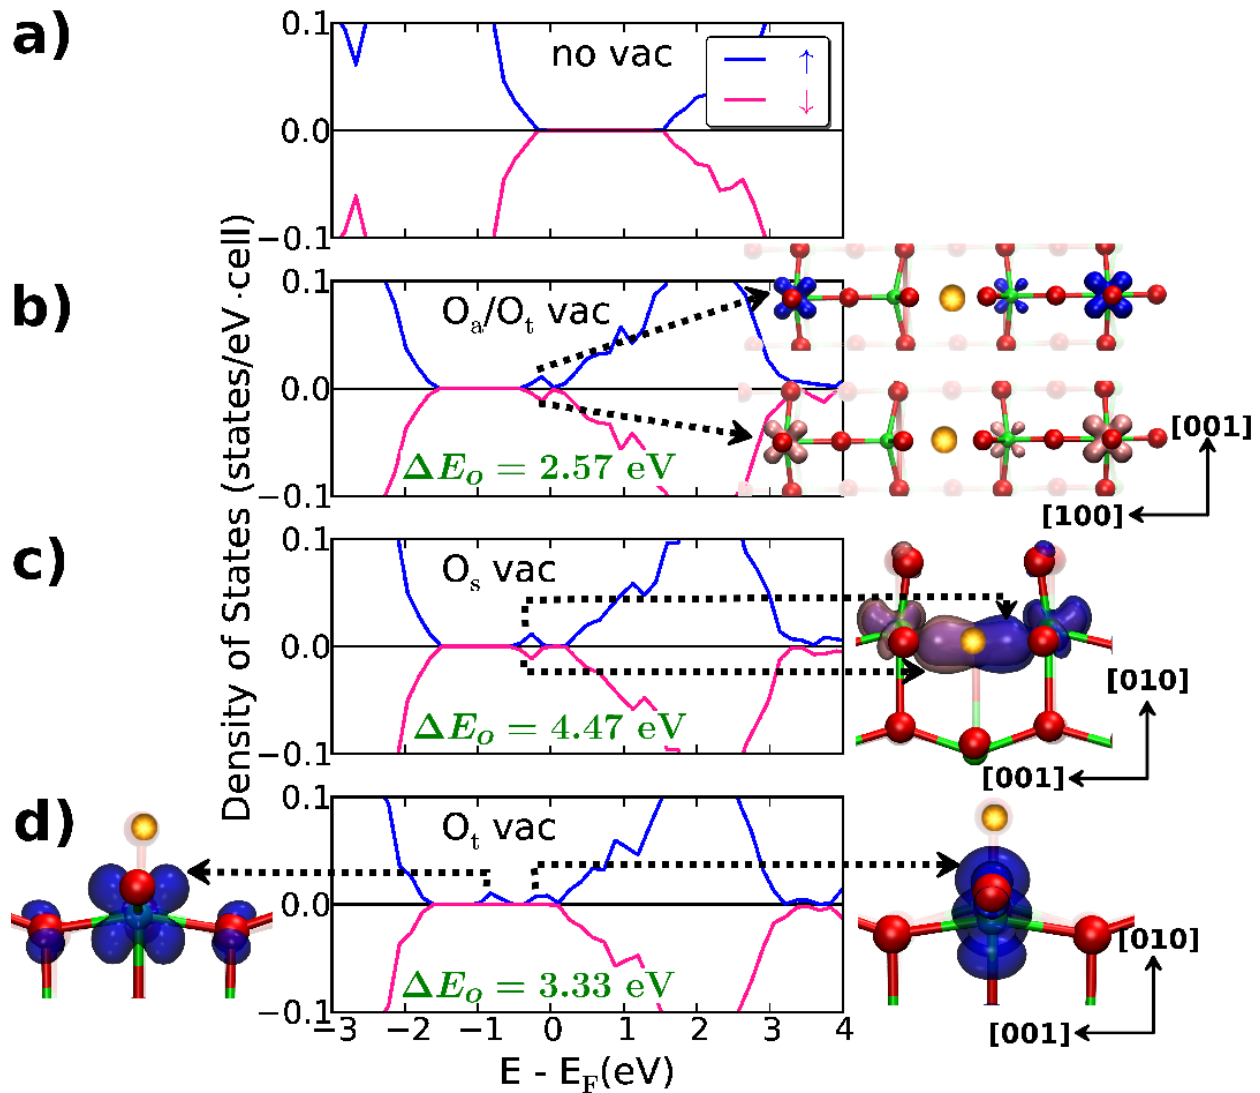 a)
0.1
0.0
−0.1
no vac
↑
↓
Density of States (states/eV·cell)
b)
0.1
0.0
−0.1
Oa/Ot vac
ΔEO = 2.57 eV
[001]
[100]
c)
0.1
0.0
−0.1
Os vac
ΔEO = 4.47 eV
[010]
[001]
d)
0.1
0.0
−0.1
Ot vac
ΔEO = 3.33 eV
[010]
[001]
−3 −2 −1 0 1 2 3 4
E - EF(eV)